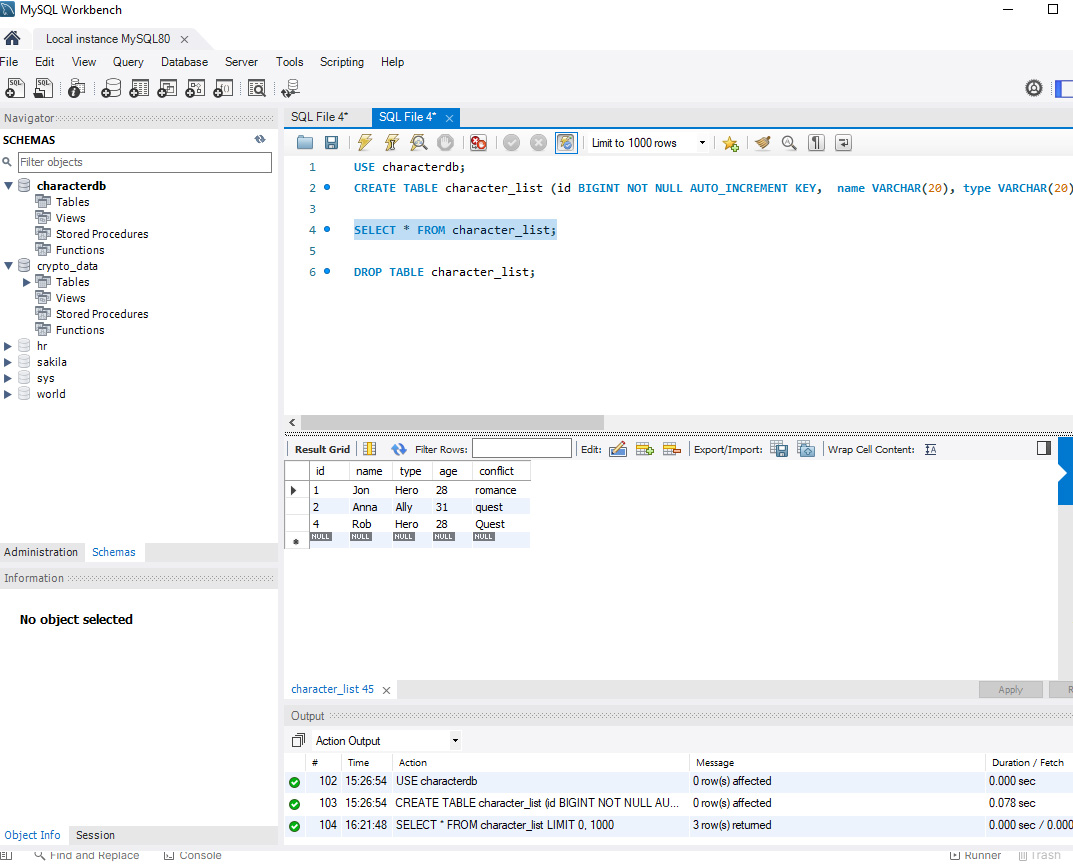 MySQL Workbench
Local instance MySQL80
File Edit View Query Database Server Tools Scripting Help
Navigator
SCHEMAS
Filter objects
characterdb
Tables
Views
Stored Procedures
Functions
crypto_data
Tables
Views
Stored Procedures
Functions
hr
sakila
sys
world
Administration Schemas
Information
No object selected
Object Info Session
SQL File 4* SQL File 4*
Limit to 1000 rows
1 USE characterdb;
2 CREATE TABLE character_list (id BIGINT NOT NULL AUTO_INCREMENT KEY,  name VARCHAR(20), type VARCHAR(20)
3
4 SELECT * FROM character_list;
5
6 DROP TABLE character_list;
Result Grid Filter Rows: Edit: Export/Import: Wrap Cell Content:
id name type age conflict
1 Jon Hero 28 romance
2 Anna Ally 31 quest
4 Rob Hero 28 Quest
NULL NULL NULL NULL NULL
character_list 45 Apply R
Output
Action Output
# Time Action Message Duration / Fetch
102 15:26:54 USE characterdb 0 row(s) affected 0.000 sec
103 15:26:54 CREATE TABLE character_list (id BIGINT NOT NULL AU... 0 row(s) affected 0.078 sec
104 16:21:48 SELECT * FROM character_list LIMIT 0, 1000 3 row(s) returned 0.000 sec / 0.000
Find and Replace Console Runner Trash